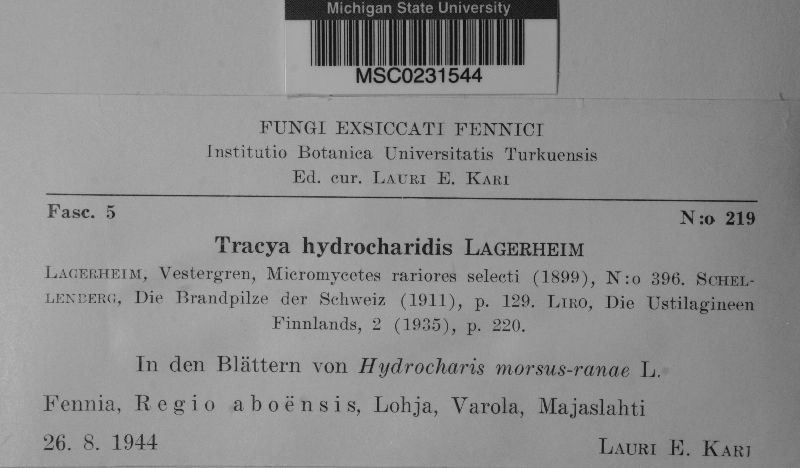 Michigan State University
MSC0231544
FUNGI EXSICCATI FENNICI
Institutio Botanica Universitatis Turkuensis
Ed. cur. LAURI E. KARI
Fasc. 5
N:o 219
Tracya hydrocharidis LAGERHEIM
LAGERHEIM, Vestergren, Micromycetes rariores selecti (1899), N:o 396. SCHEL-
LENBERG, Die Brandpilze der Schweiz (1911), p. 129. LIRO, Die Ustilagineen
Finnlands, 2 (1935), p. 220.
In den Blättern von Hydrocharis morsus-ranae L.
Fennia, Regio aboënsis, Lohja, Varola, Majaslahti
26. 8. 1944
LAURI E. KARI